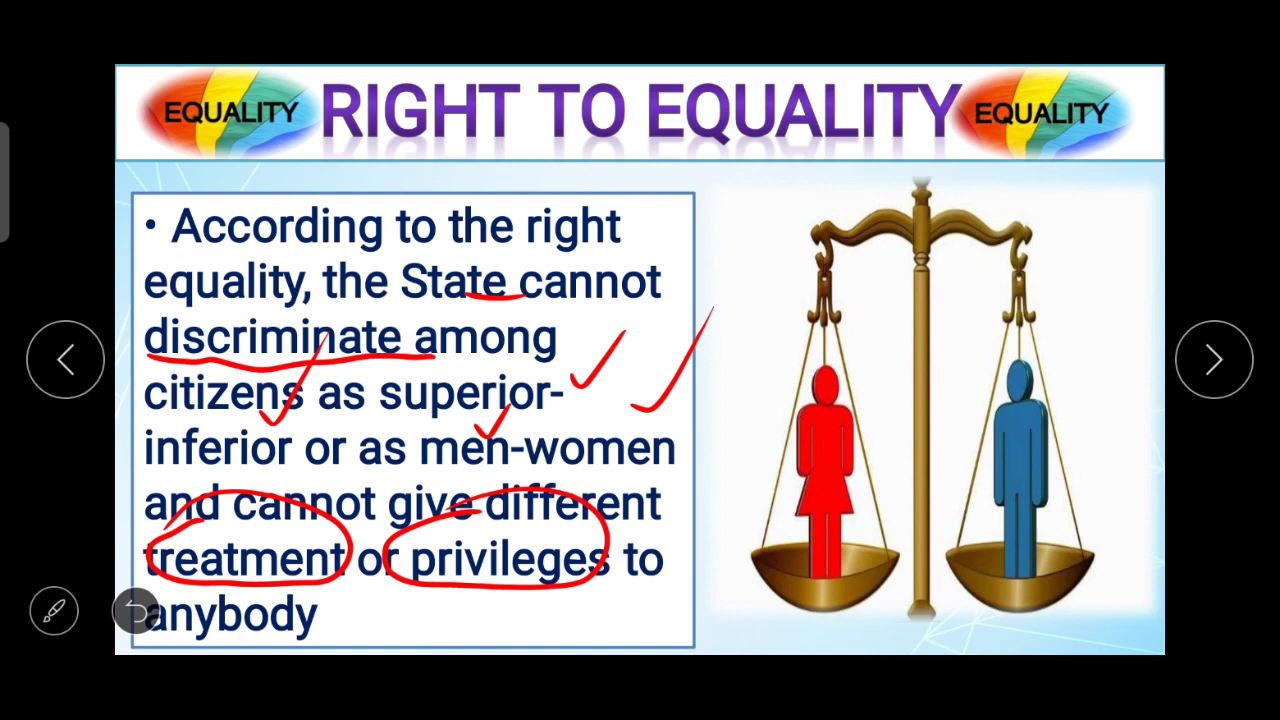 EQUALITY RIGHT TO EQUALITY EQUALITY
• According to the right
equality, the State cannot
discriminate among
citizens as superior-
inferior or as men-women
and cannot give different
treatment or privileges to
anybody